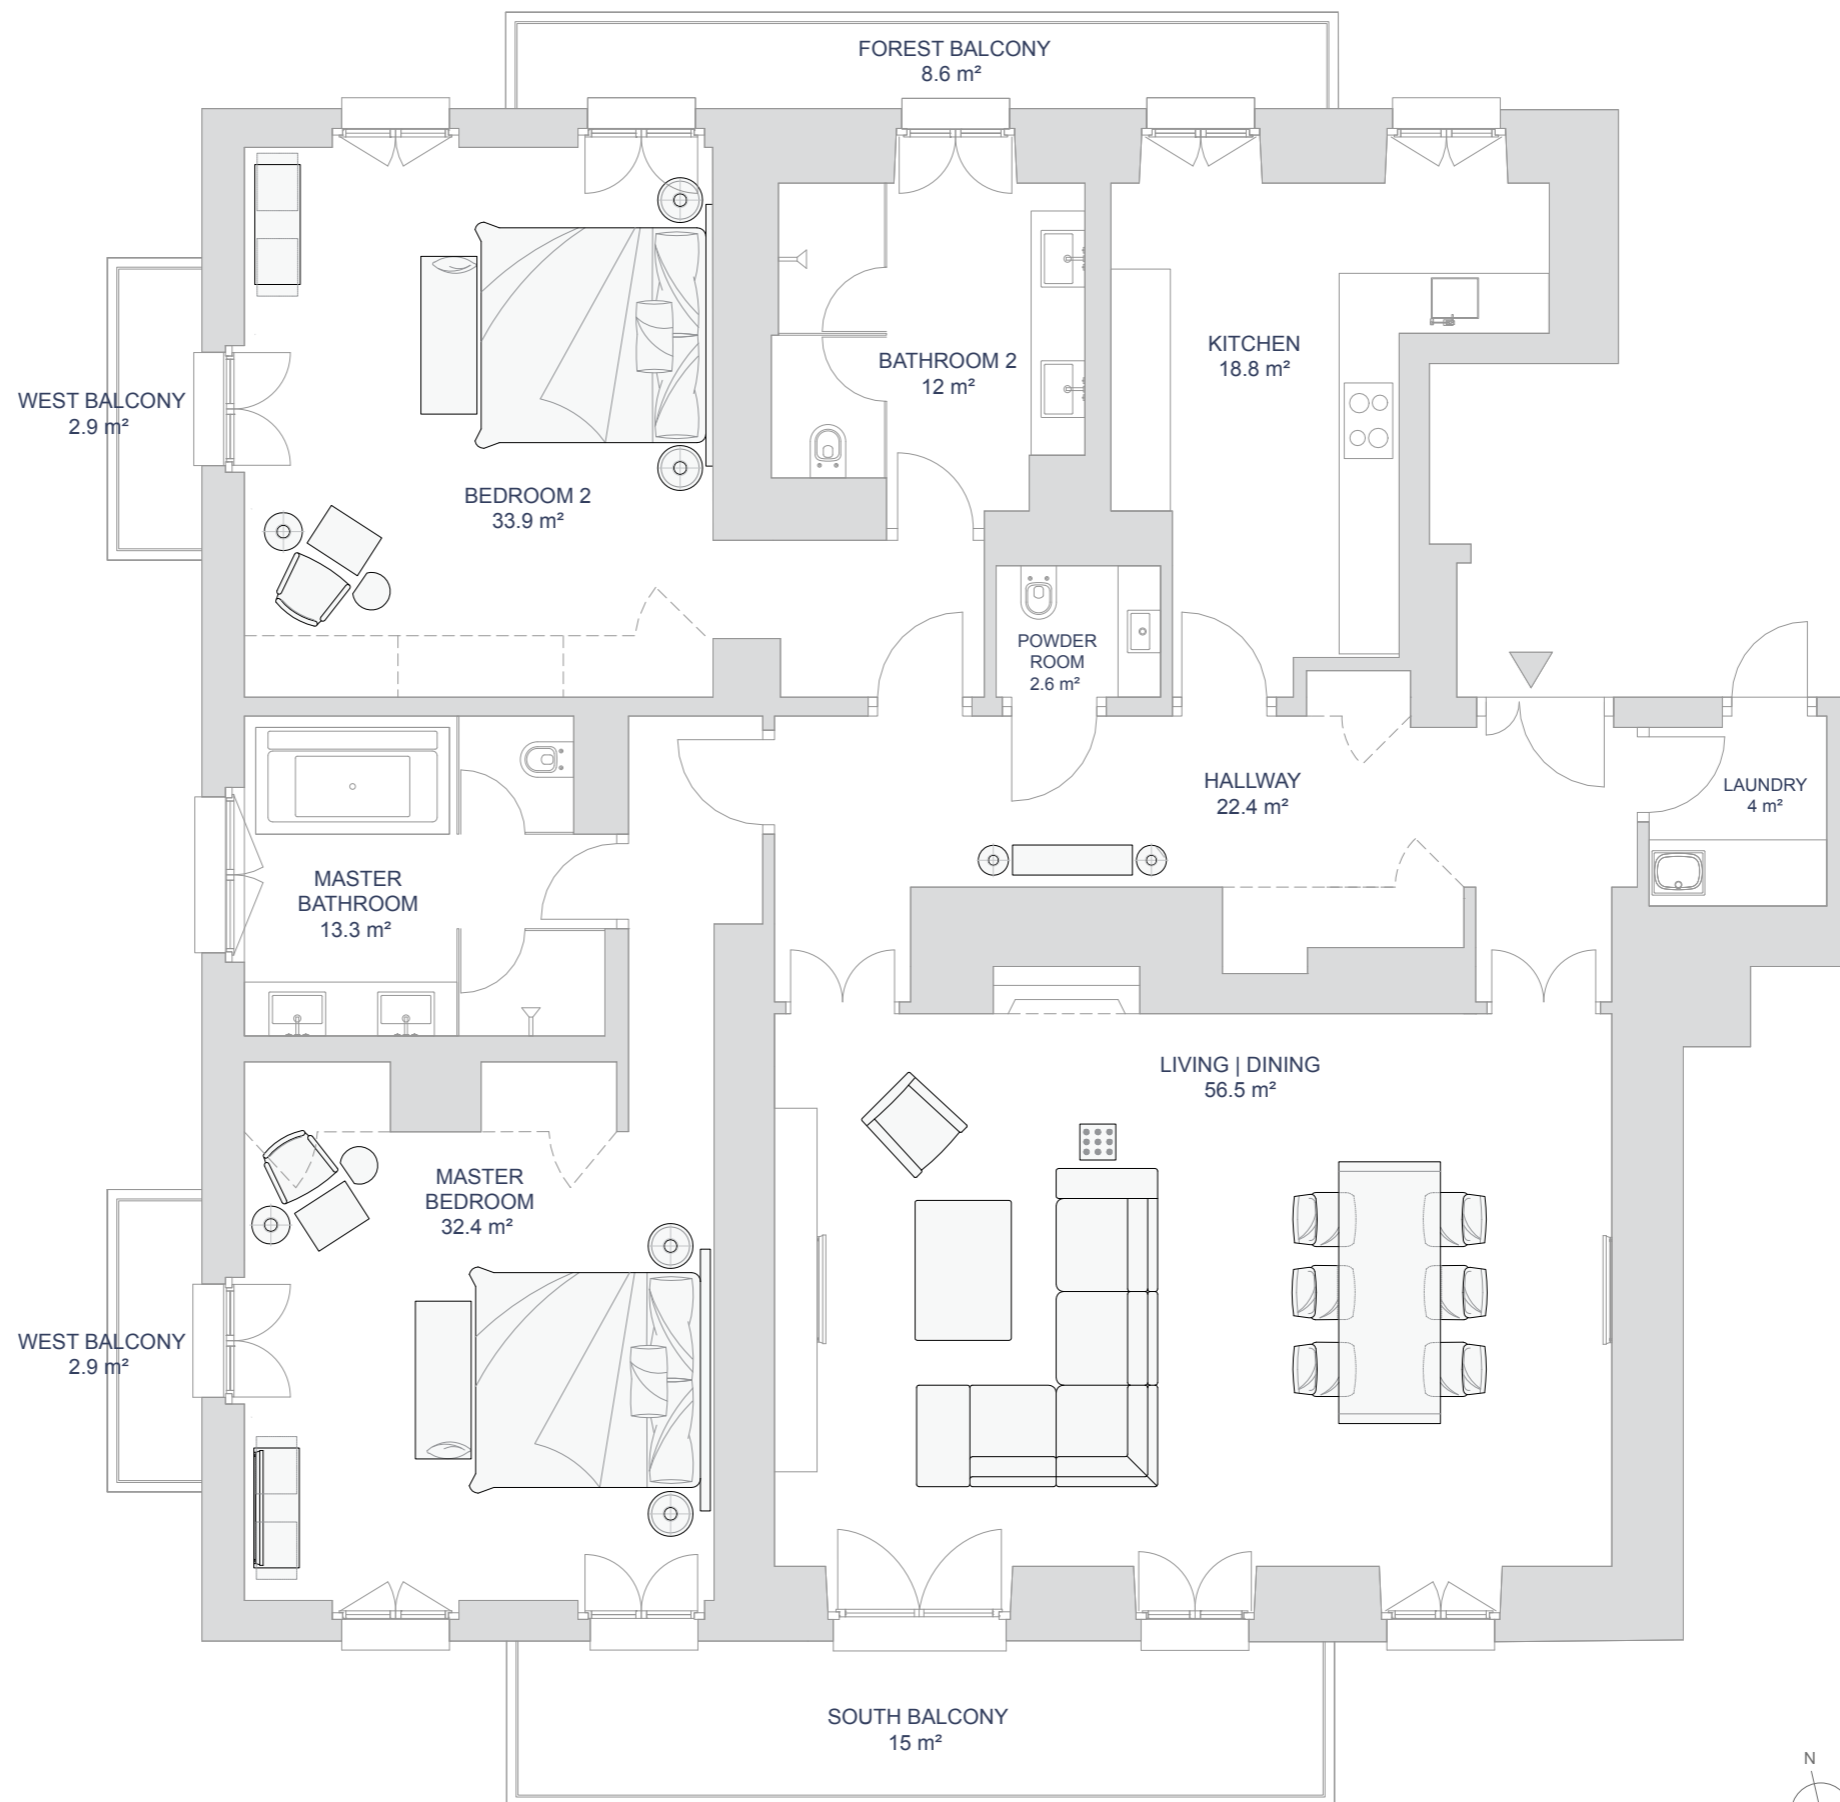 FOREST BALCONY
8.6 m²
WEST BALCONY
2.9 m²
BEDROOM 2
33.9 m²
BATHROOM 2
12 m²
KITCHEN
18.8 m²
POWDER
ROOM
2.6 m²
HALLWAY
22.4 m²
LAUNDRY
4 m²
MASTER
BATHROOM
13.3 m²
LIVING | DINING
56.5 m²
MASTER
BEDROOM
32.4 m²
WEST BALCONY
2.9 m²
SOUTH BALCONY
15 m²
N